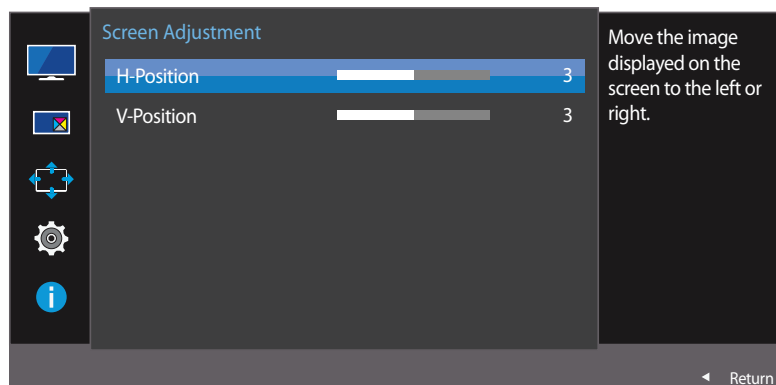 Screen Adjustment
H-Position 3
V-Position 3
Move the image
displayed on the
screen to the left or
right.
i
Return